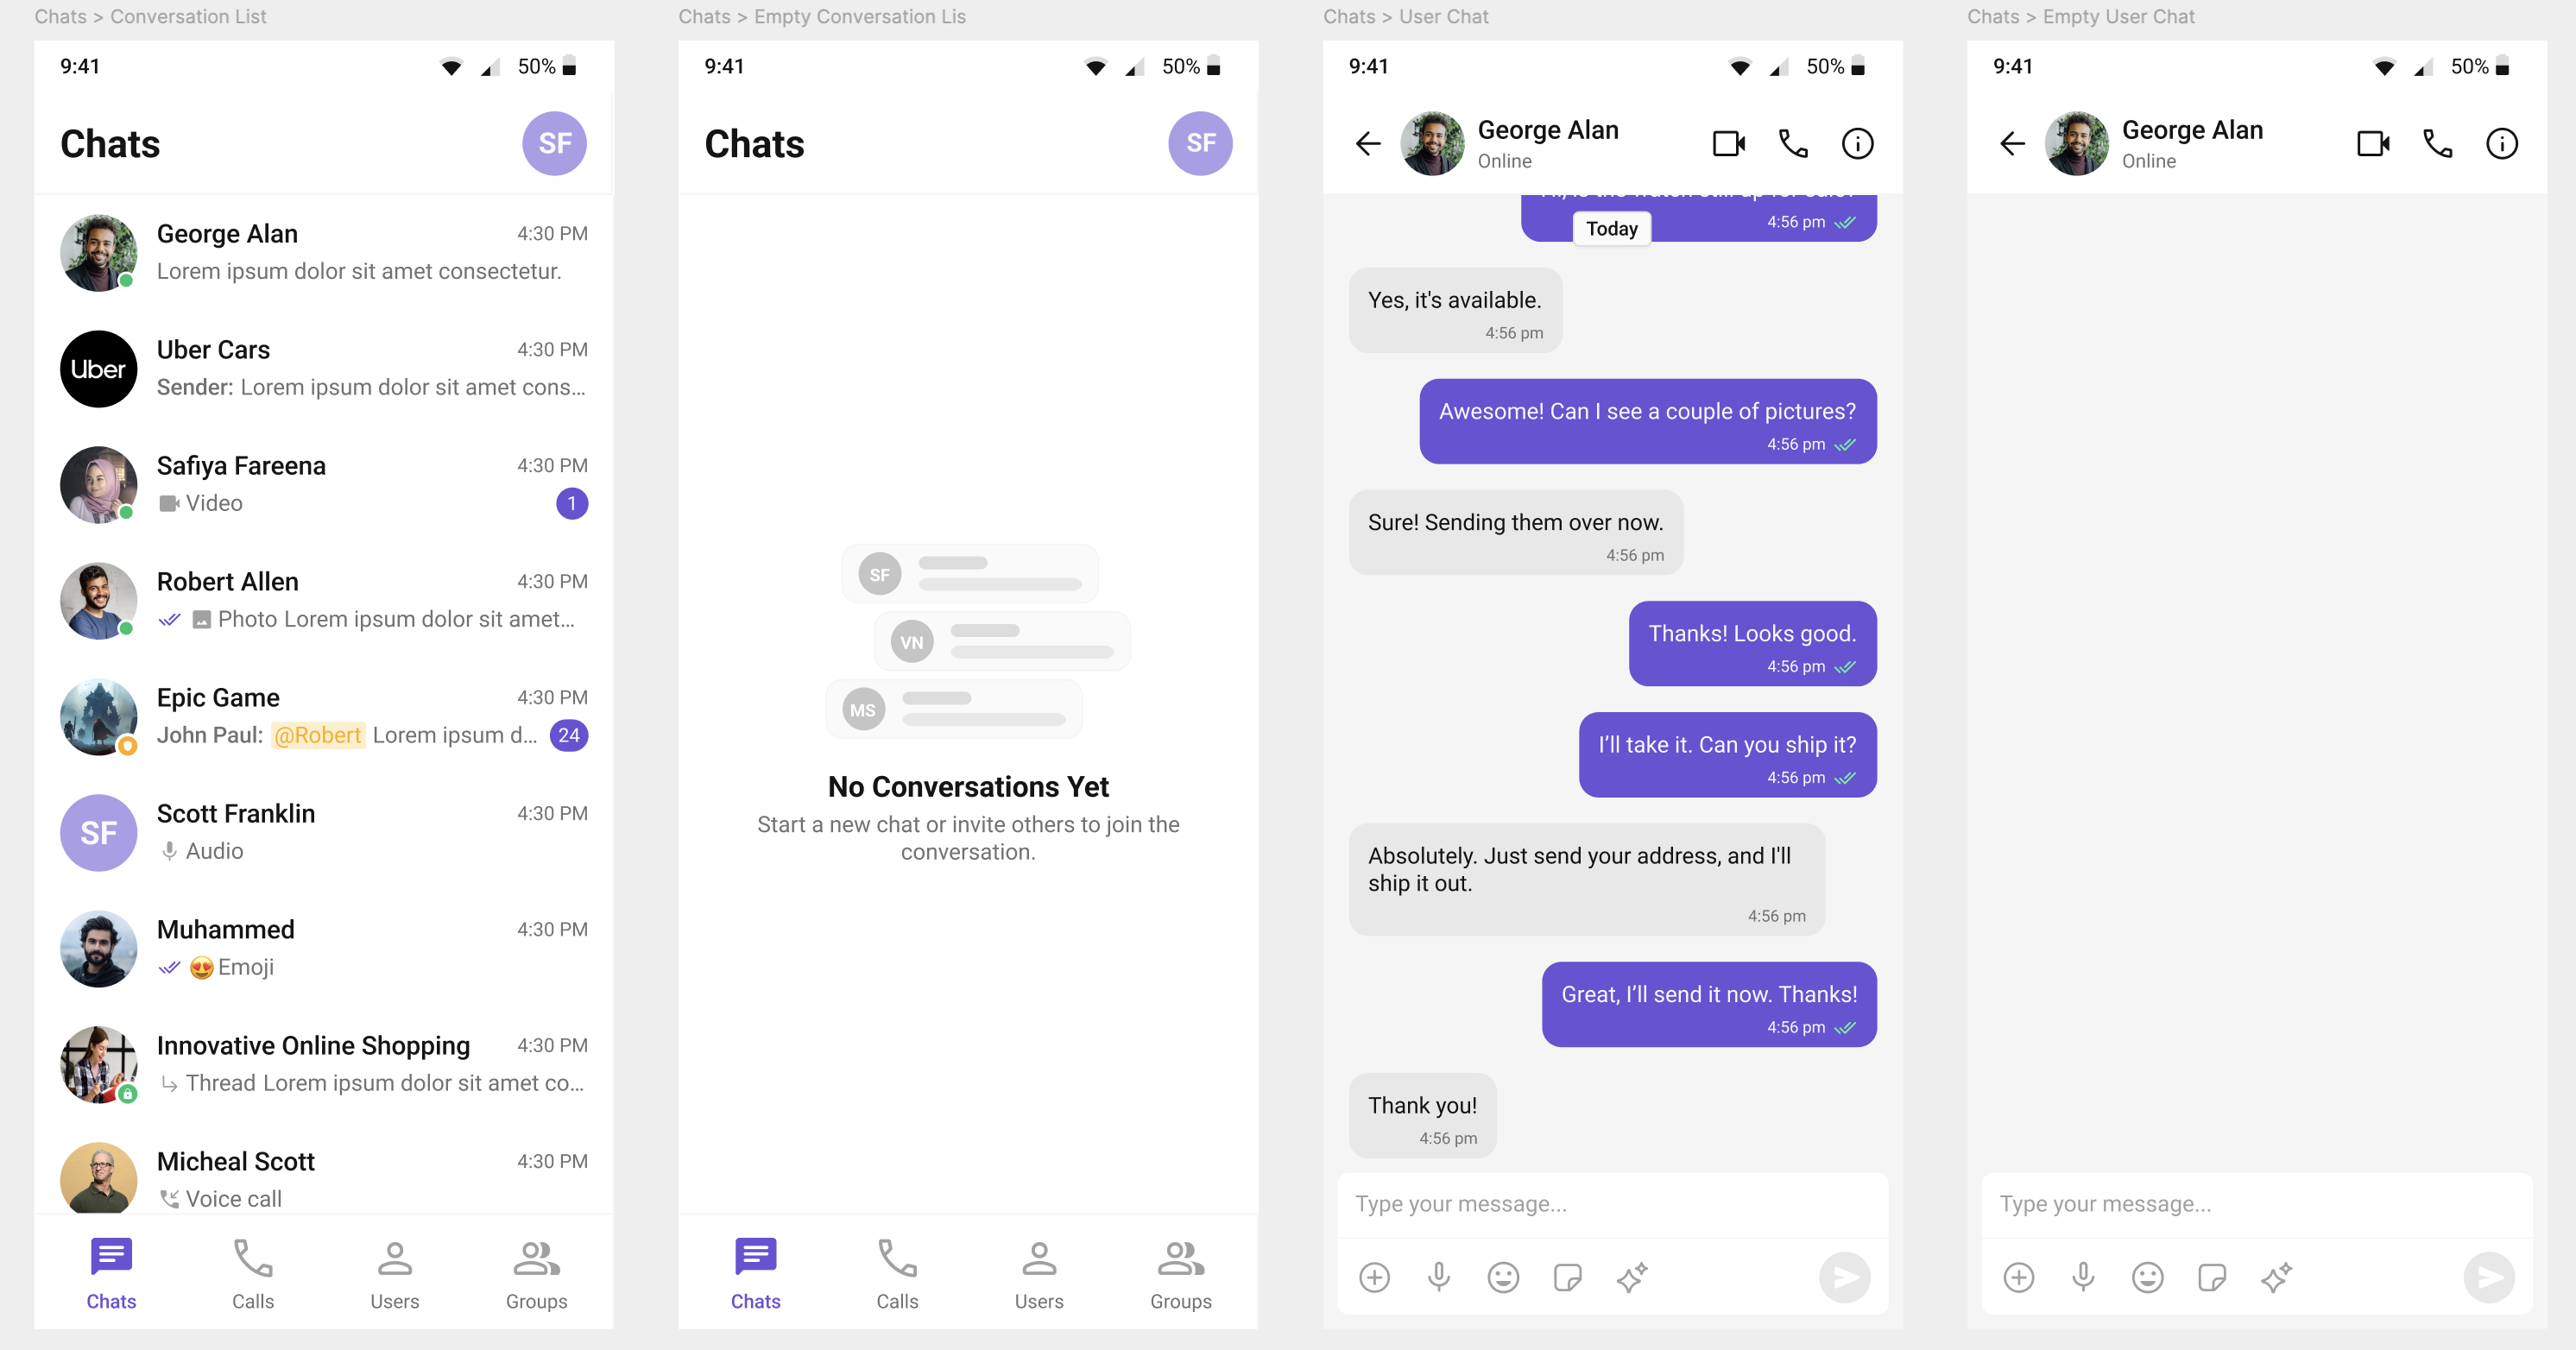 Chats > Conversation List
9:41
50%
Chats
SF
George Alan
4:30 PM
Lorem ipsum dolor sit amet consectetur.
Uber
Uber Cars
4:30 PM
Sender: Lorem ipsum dolor sit amet cons...
Safiya Fareena
4:30 PM
Video
1
Robert Allen
4:30 PM
Photo Lorem ipsum dolor sit amet...
Epic Game
4:30 PM
John Paul: @Robert Lorem ipsum d...
24
SF
Scott Franklin
4:30 PM
Audio
Muhammed
4:30 PM
😍 Emoji
Innovative Online Shopping
4:30 PM
Thread Lorem ipsum dolor sit amet co...
Micheal Scott
4:30 PM
Voice call
Chats
Calls
Users
Groups
Chats > Empty Conversation Lis
9:41
50%
Chats
SF
SF
VN
MS
No Conversations Yet
Start a new chat or invite others to join the
conversation.
Chats
Calls
Users
Groups
Chats > User Chat
9:41
50%
George Alan
Online
Hi, is the watch still up for sale?
4:56 pm
Today
Yes, it's available.
4:56 pm
Awesome! Can I see a couple of pictures?
4:56 pm
Sure! Sending them over now.
4:56 pm
Thanks! Looks good.
4:56 pm
I’ll take it. Can you ship it?
4:56 pm
Absolutely. Just send your address, and I'll
ship it out.
4:56 pm
Great, I’ll send it now. Thanks!
4:56 pm
Thank you!
4:56 pm
Type your message...
Chats > Empty User Chat
9:41
50%
George Alan
Online
Type your message...